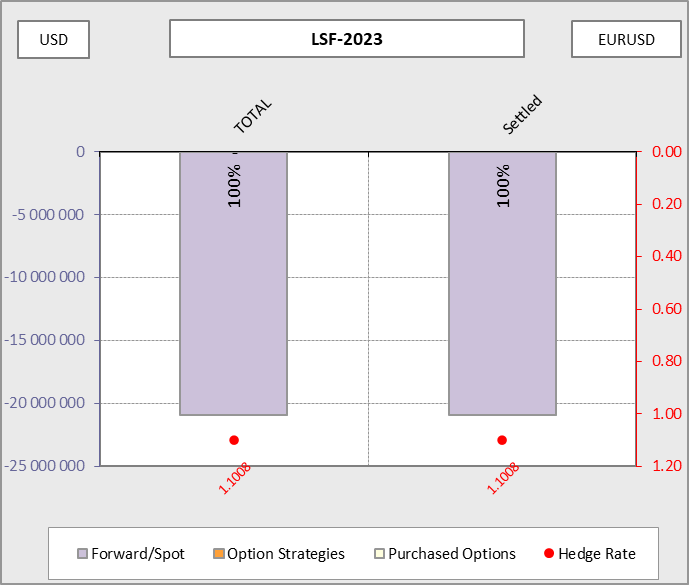 USD
LSF-2023
EURUSD
TOTAL
Settled
0
-5 000 000
-10 000 000
-15 000 000
-20 000 000
-25 000 000
100% -
100%
0.00
0.20
0.40
0.60
0.80
1.00
1.20
1.1008
1.1008
Forward/Spot
Option Strategies
Purchased Options
Hedge Rate